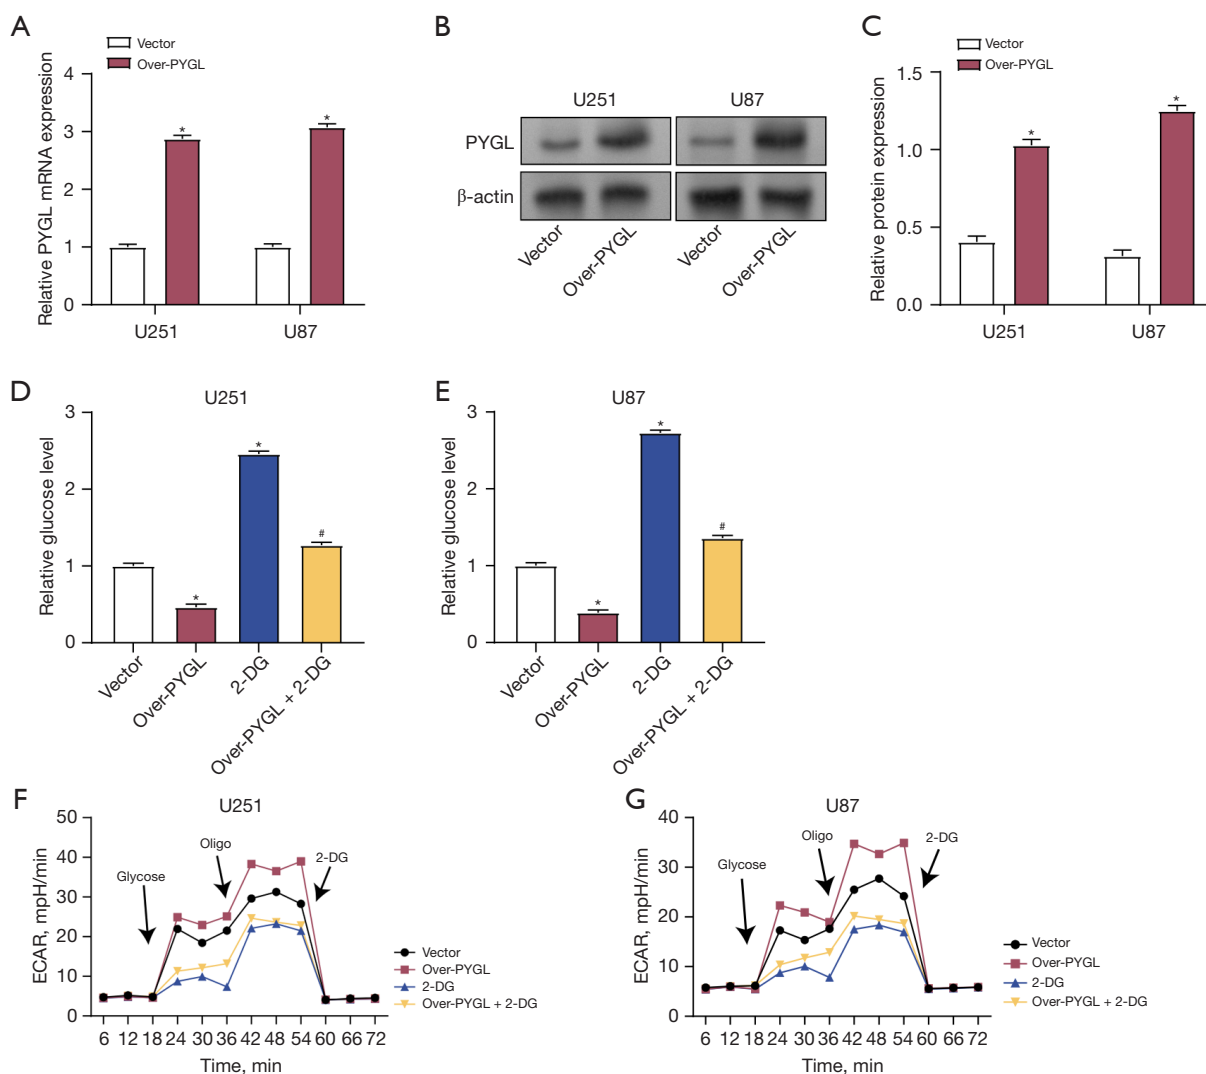 A
Vector
Over-PYGL
Relative PYGL mRNA expression
4
3
2
1
0
*
*
U251
U87
B
U251
U87
PYGL
β-actin
Vector
Over-PYGL
Vector
Over-PYGL
C
Vector
Over-PYGL
Relative protein expression
1.5
1.0
0.5
0.0
*
*
U251
U87
D
U251
Relative glucose level
3
2
1
0
*
*
#
Vector
Over-PYGL
2-DG
Over-PYGL + 2-DG
E
U87
Relative glucose level
3
2
1
0
*
*
#
Vector
Over-PYGL
2-DG
Over-PYGL + 2-DG
F
U251
ECAR, mpH/min
50
40
30
20
10
0
Glycose
Oligo
2-DG
Vector
Over-PYGL
2-DG
Over-PYGL + 2-DG
6 12 18 24 30 36 42 48 54 60 66 72
Time, min
G
U87
ECAR, mpH/min
40
30
20
10
0
Glycose
Oligo
2-DG
Vector
Over-PYGL
2-DG
Over-PYGL + 2-DG
6 12 18 24 30 36 42 48 54 60 66 72
Time, min